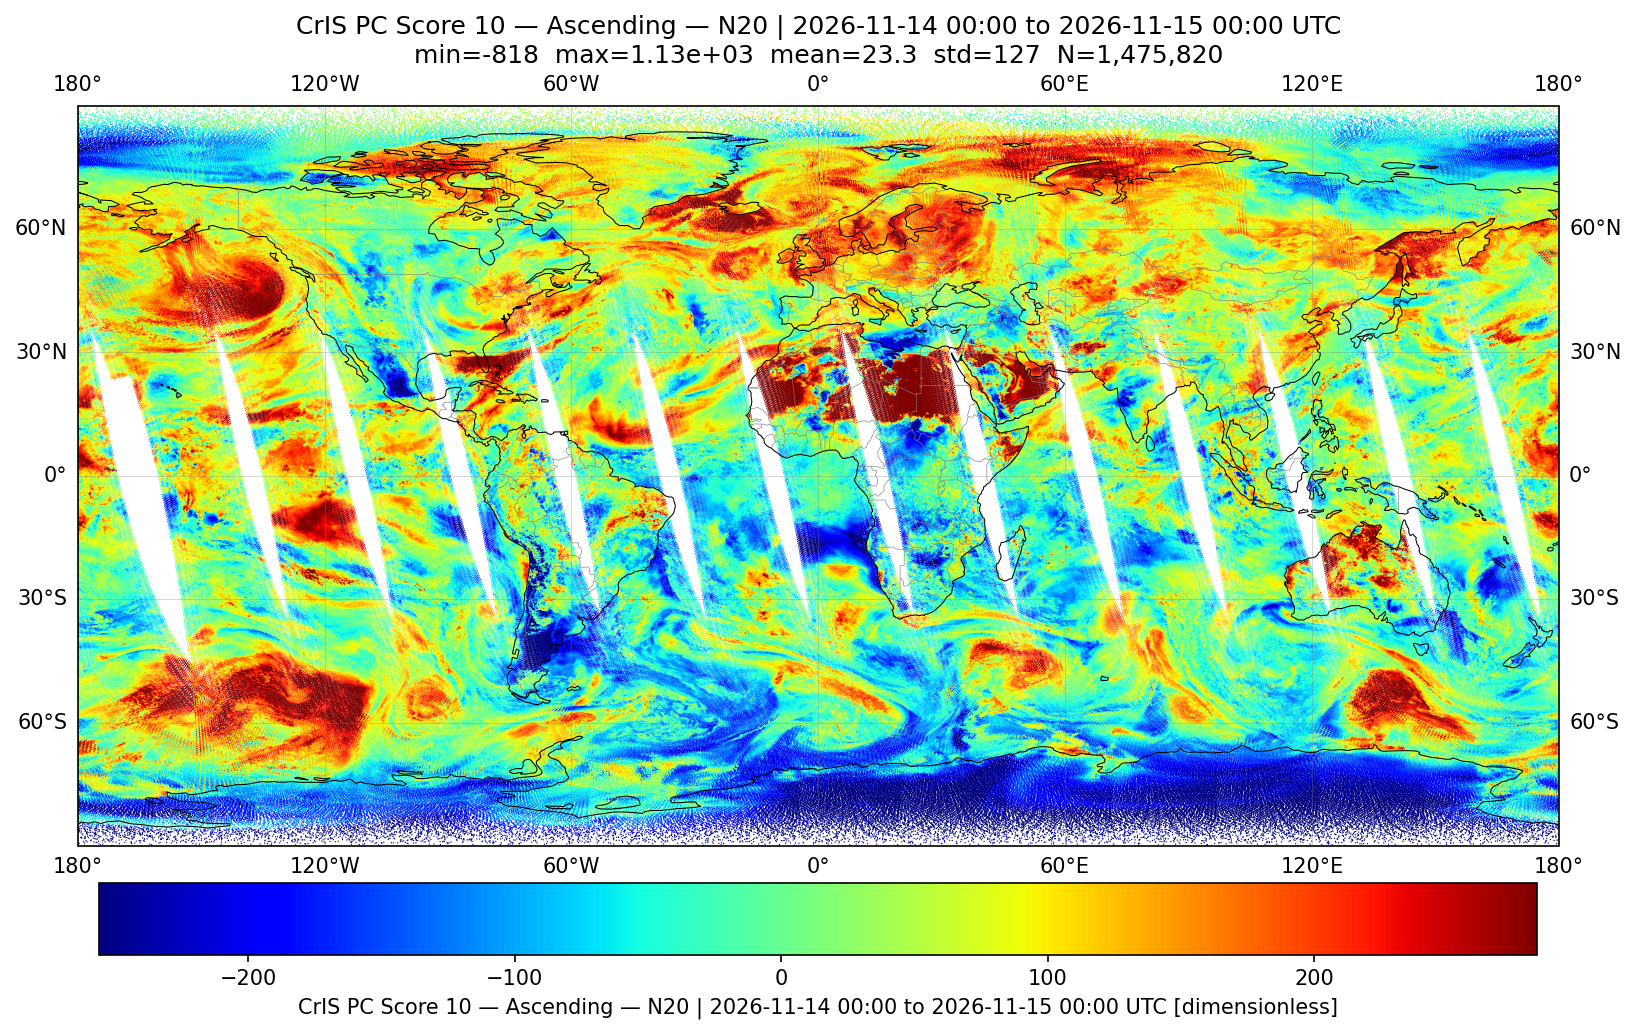 CrIS PC Score 10 — Ascending — N20 | 2026-11-14 00:00 to 2026-11-15 00:00 UTC
min=-818  max=1.13e+03  mean=23.3  std=127  N=1,475,820
180° 120°W 60°W 0° 60°E 120°E 180°
60°N 60°N
30°N 30°N
0° 0°
30°S 30°S
60°S 60°S
180° 120°W 60°W 0° 60°E 120°E 180°
−200 −100 0 100 200
CrIS PC Score 10 — Ascending — N20 | 2026-11-14 00:00 to 2026-11-15 00:00 UTC [dimensionless]